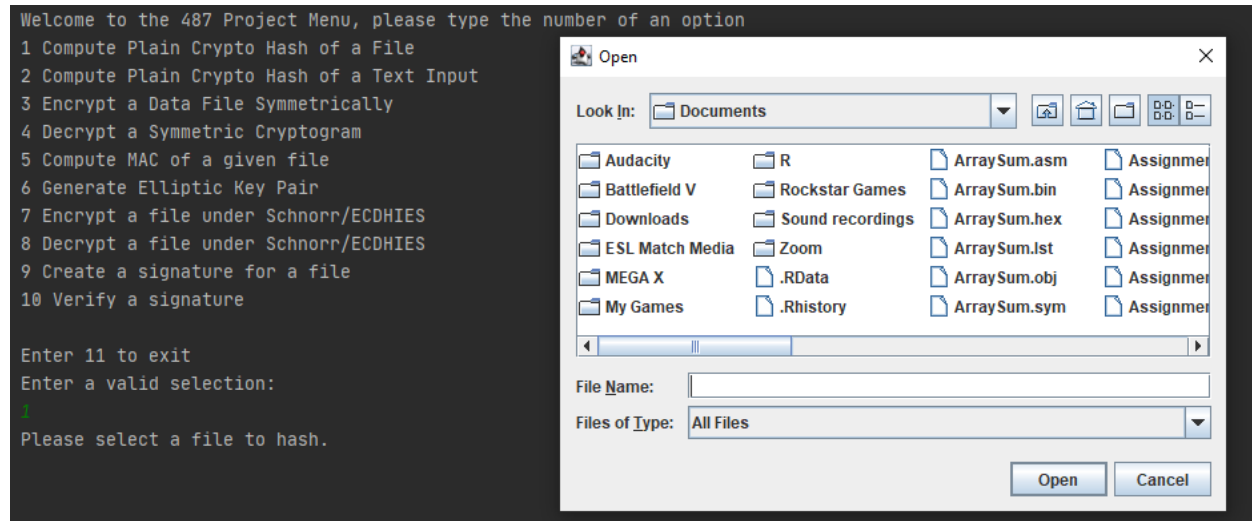 Welcome to the 487 Project Menu, please type the number of an option
1 Compute Plain Crypto Hash of a File
2 Compute Plain Crypto Hash of a Text Input
3 Encrypt a Data File Symmetrically
4 Decrypt a Symmetric Cryptogram
5 Compute MAC of a given file
6 Generate Elliptic Key Pair
7 Encrypt a file under Schnorr/ECDHIES
8 Decrypt a file under Schnorr/ECDHIES
9 Create a signature for a file
10 Verify a signature
Enter 11 to exit
Enter a valid selection:
1
Please select a file to hash.
Open
Look In: Documents
Audacity R ArraySum.asm Assignmer
Battlefield V Rockstar Games ArraySum.bin Assignmer
Downloads Sound recordings ArraySum.hex Assignmer
ESL Match Media Zoom ArraySum.lst Assignmer
MEGA X .RData ArraySum.obj Assignmer
My Games .Rhistory ArraySum.sym Assignmer
File Name:
Files of Type: All Files
Open Cancel